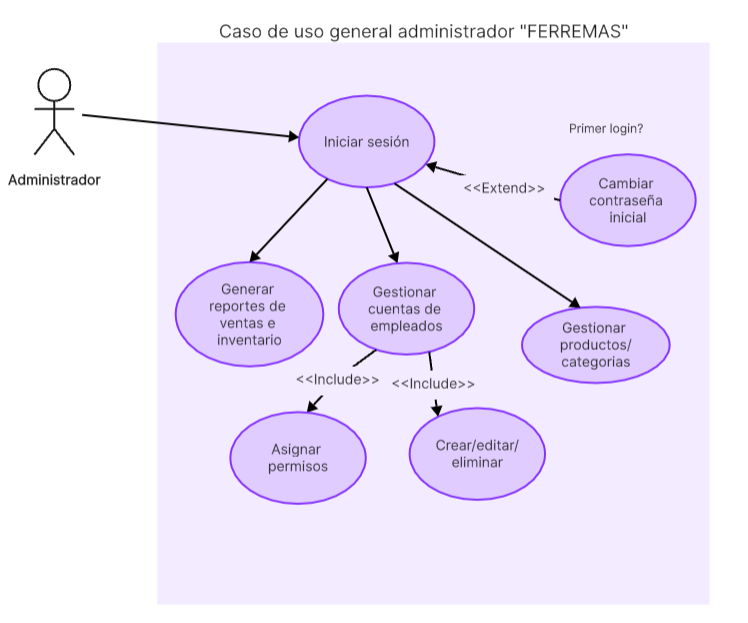 Caso de uso general administrador "FERREMAS"
Administrador
Iniciar sesión
Primer login?
<<Extend>>
Cambiar
contraseña
inicial
Generar
reportes de
ventas e
inventario
Gestionar
cuentas de
empleados
Gestionar
productos/
categorias
<<Include>>
<<Include>>
Asignar
permisos
Crear/editar/
eliminar